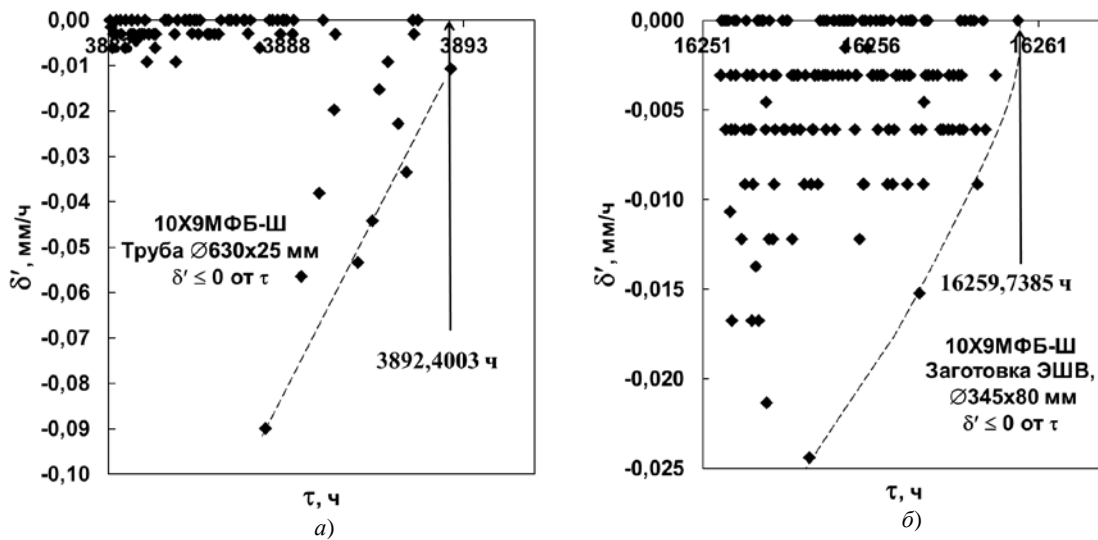 0,000
-0,01
-0,02
-0,03
-0,04
-0,05
-0,06
-0,07
-0,08
-0,09
-0,10
δ′, мм/ч
3888
3893
10Х9МФБ-Ш
Труба ∅630х25 мм
δ′ ≤ 0 от τ
3892,4003 ч
τ, ч
а)
0,000
-0,005
-0,010
-0,015
-0,020
-0,025
δ′, мм/ч
16251
16256
16261
16259,7385 ч
10Х9МФБ-Ш
Заготовка ЭШВ,
∅345х80 мм
δ′ ≤ 0 от τ
τ, ч
б)